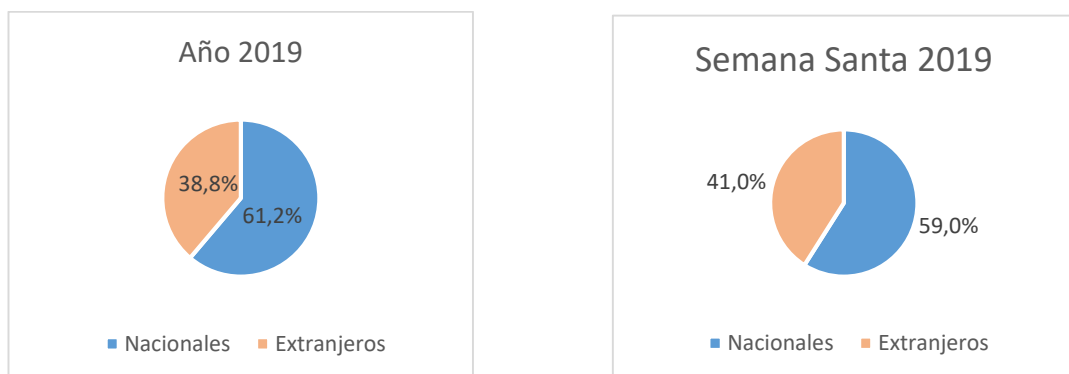 Año 2019
38,8%
61,2%
Nacionales Extranjeros
Semana Santa 2019
41,0%
59,0%
Nacionales Extranjeros